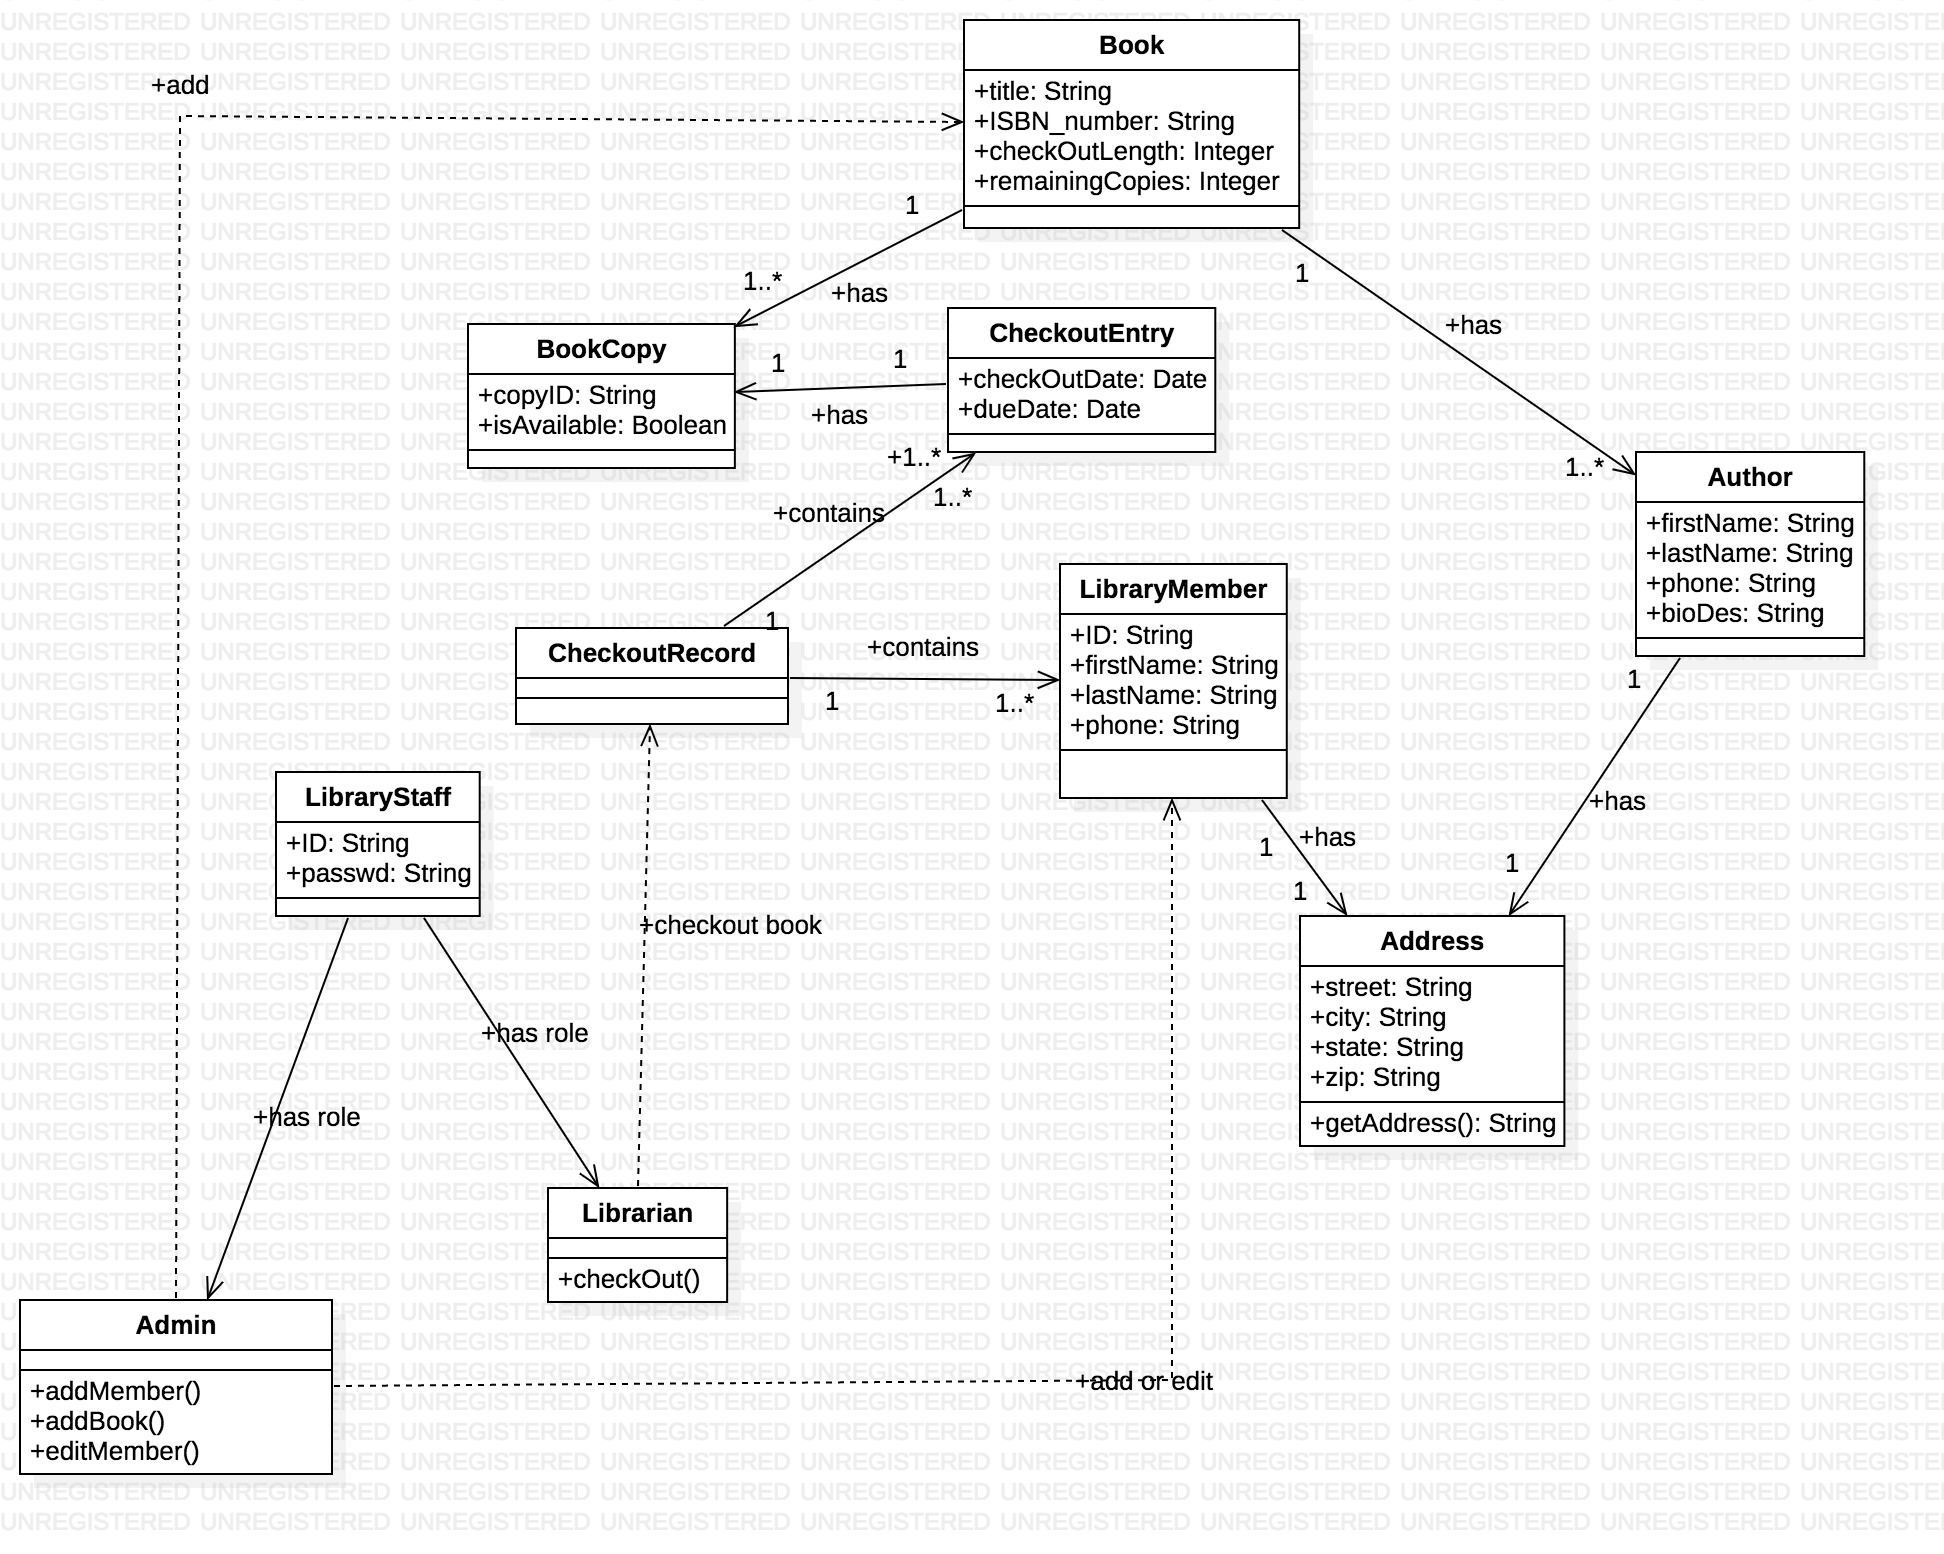 Book
+title: String
+ISBN_number: String
+checkOutLength: Integer
+remainingCopies: Integer
+add
1
1..*
+has
1
+has
1..*
BookCopy
+copyID: String
+isAvailable: Boolean
CheckoutEntry
+checkOutDate: Date
+dueDate: Date
1
1
+has
+1..*
1..*
+contains
1
Author
+firstName: String
+lastName: String
+phone: String
+bioDes: String
CheckoutRecord
+contains
1
1..*
LibraryMember
+ID: String
+firstName: String
+lastName: String
+phone: String
1
+has
1
1
+has
1
LibraryStaff
+ID: String
+passwd: String
+checkout book
+has role
+has role
Address
+street: String
+city: String
+state: String
+zip: String
+getAddress(): String
Librarian
+checkOut()
Admin
+addMember()
+addBook()
+editMember()
+add or edit
UNREGISTERED